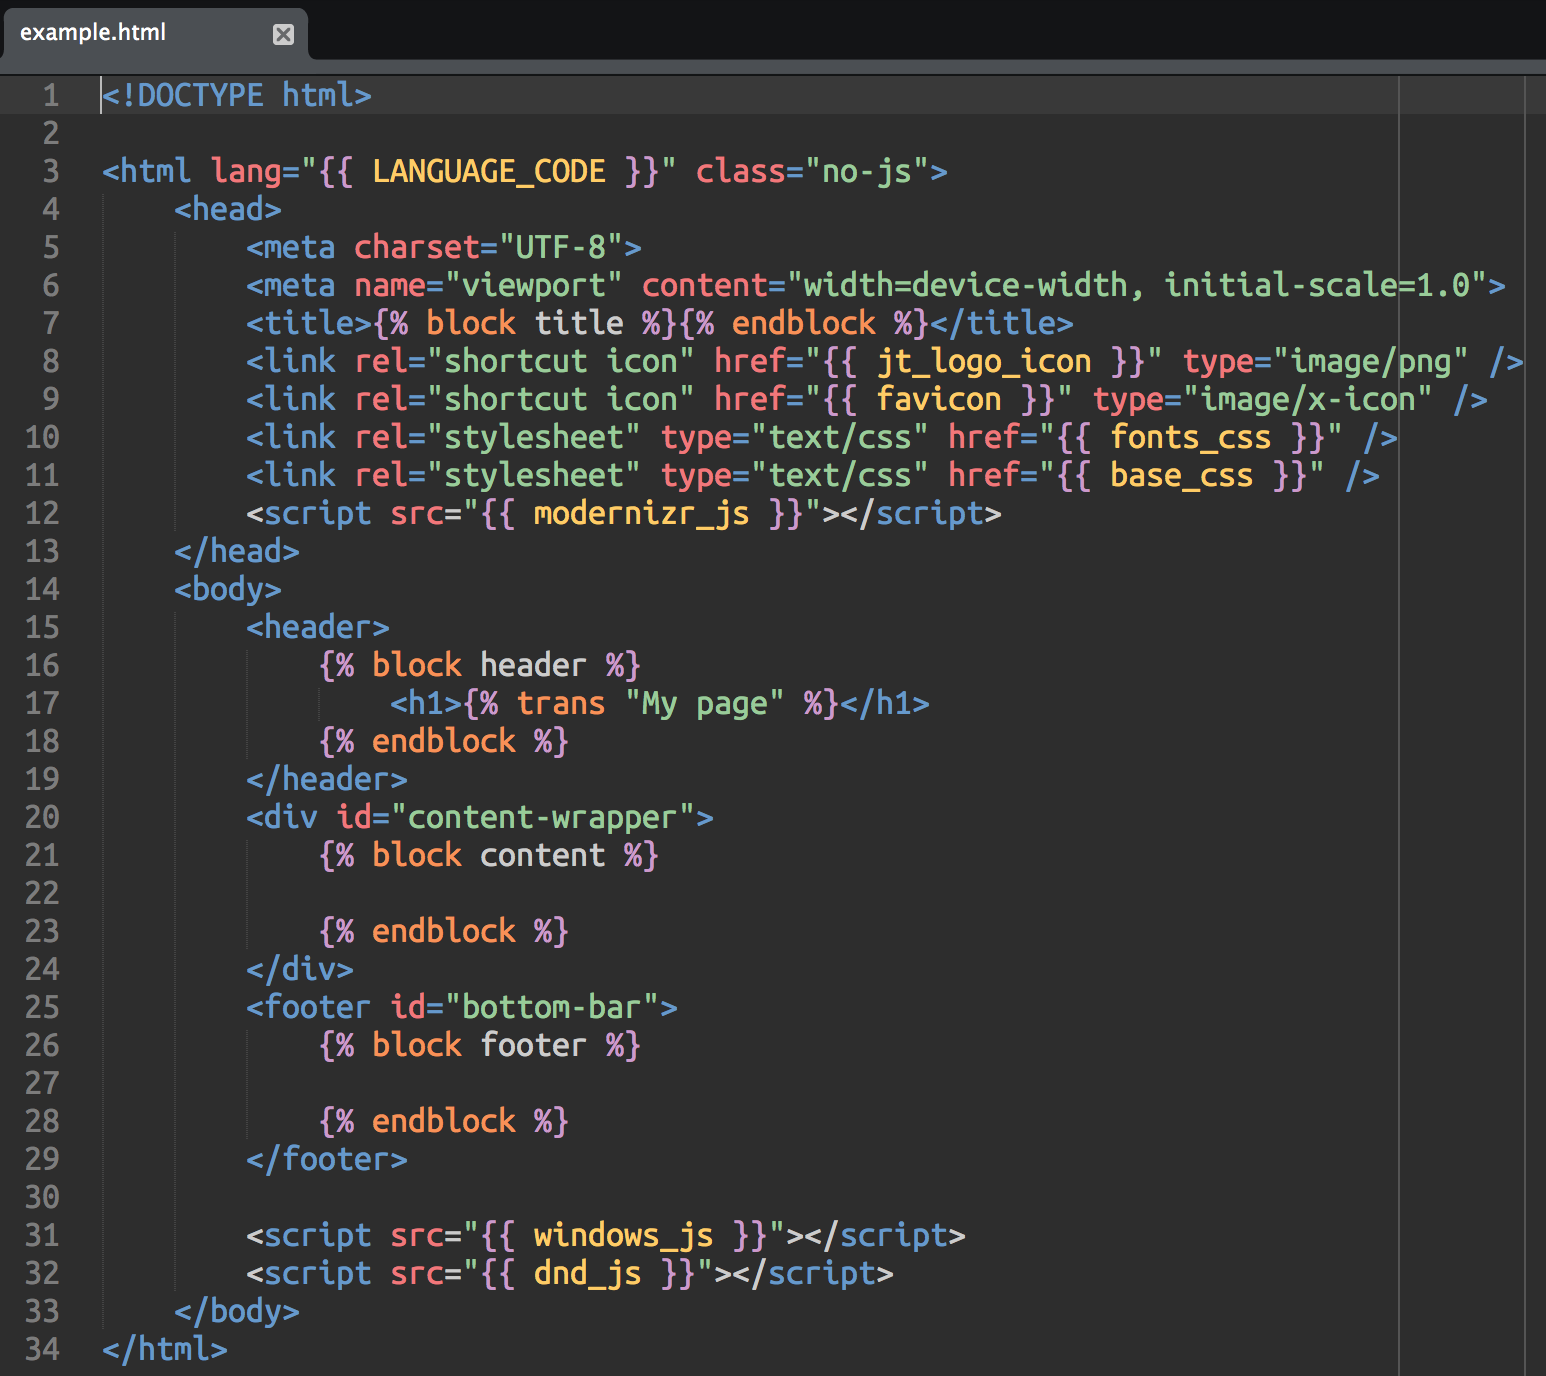 example.html
1 <!DOCTYPE html>
2
3 <html lang="{{ LANGUAGE_CODE }}" class="no-js">
4     <head>
5         <meta charset="UTF-8">
6         <meta name="viewport" content="width=device-width, initial-scale=1.0">
7         <title>{% block title %}{% endblock %}</title>
8         <link rel="shortcut icon" href="{{ jt_logo_icon }}" type="image/png" />
9         <link rel="shortcut icon" href="{{ favicon }}" type="image/x-icon" />
10         <link rel="stylesheet" type="text/css" href="{{ fonts_css }}" />
11         <link rel="stylesheet" type="text/css" href="{{ base_css }}" />
12         <script src="{{ modernizr_js }}"></script>
13     </head>
14     <body>
15         <header>
16             {% block header %}
17                 <h1>{% trans "My page" %}</h1>
18             {% endblock %}
19         </header>
20         <div id="content-wrapper">
21             {% block content %}
22
23             {% endblock %}
24         </div>
25         <footer id="bottom-bar">
26             {% block footer %}
27
28             {% endblock %}
29         </footer>
30
31         <script src="{{ windows_js }}"></script>
32         <script src="{{ dnd_js }}"></script>
33     </body>
34 </html>